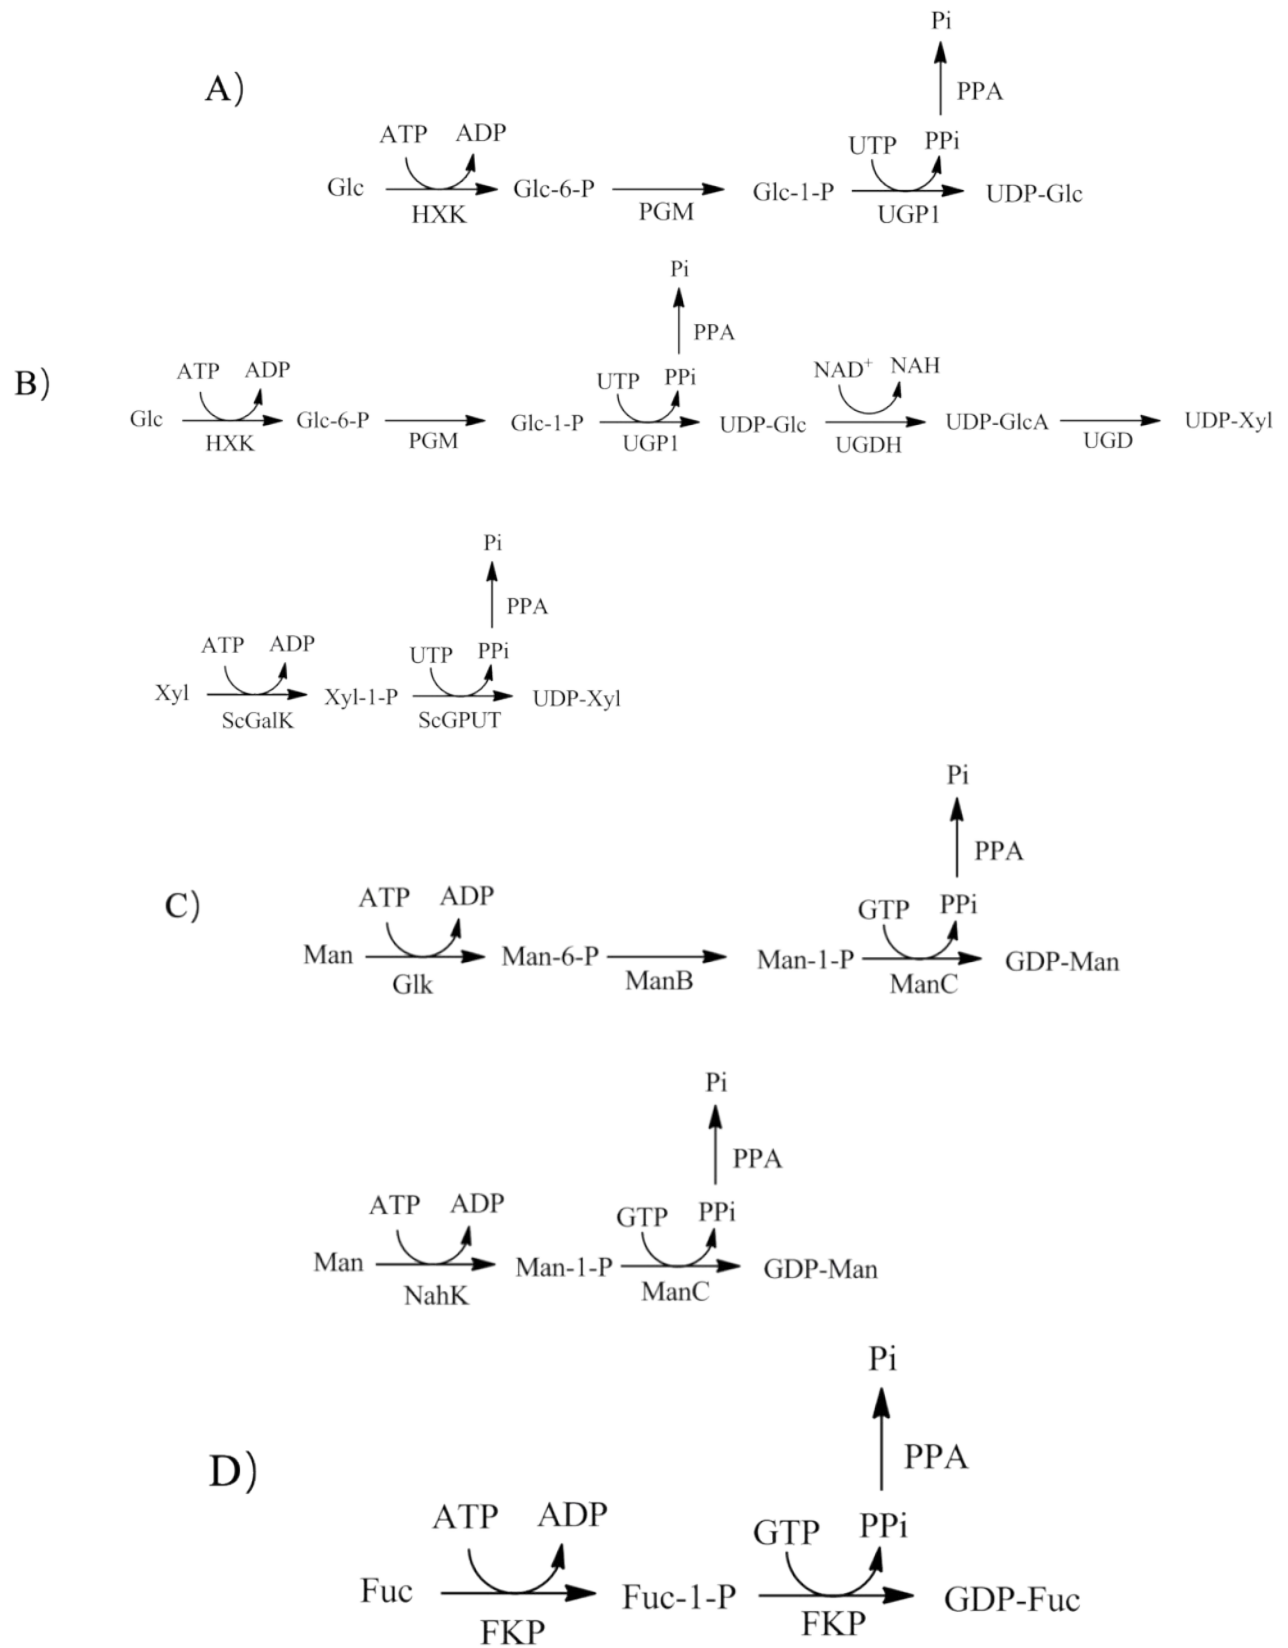 Pi
A)
PPA
ATP ADP UTP PPi
Glc Glc-6-P Glc-1-P UDP-Glc
HXK PGM UGP1
Pi
PPA
B)
ATP ADP UTP PPi NAD+ NAH
Glc Glc-6-P Glc-1-P UDP-Glc UDP-GlcA UDP-Xyl
HXK PGM UGP1 UGDH UGD
Pi
PPA
ATP ADP UTP PPi
Xyl Xyl-1-P UDP-Xyl
ScGalK ScGPUT
Pi
PPA
C)
ATP ADP GTP PPi
Man Man-6-P Man-1-P GDP-Man
Glk ManB ManC
Pi
PPA
ATP ADP GTP PPi
Man Man-1-P GDP-Man
NahK ManC
Pi
PPA
D)
ATP ADP GTP PPi
Fuc Fuc-1-P GDP-Fuc
FKP FKP